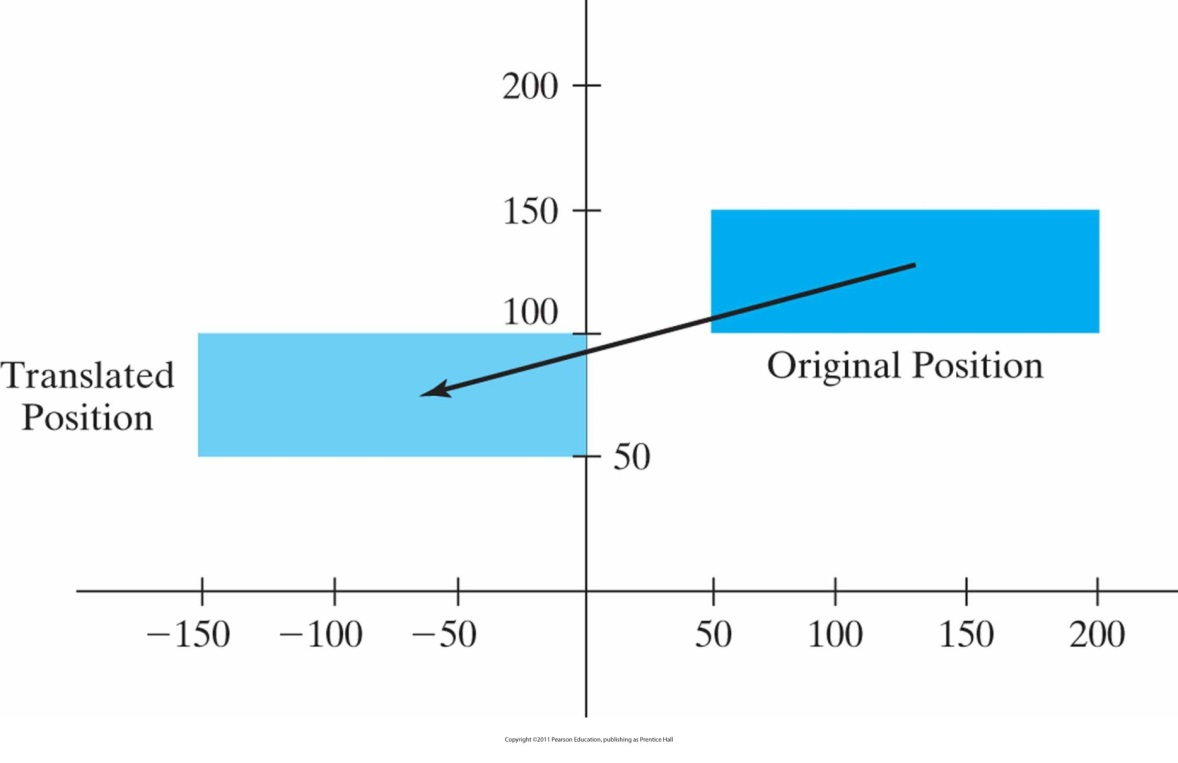 200
150
100
Original Position
Translated
Position
50
−150 −100 −50 50 100 150 200
Copyright ©2011 Pearson Education, publishing as Prentice Hall